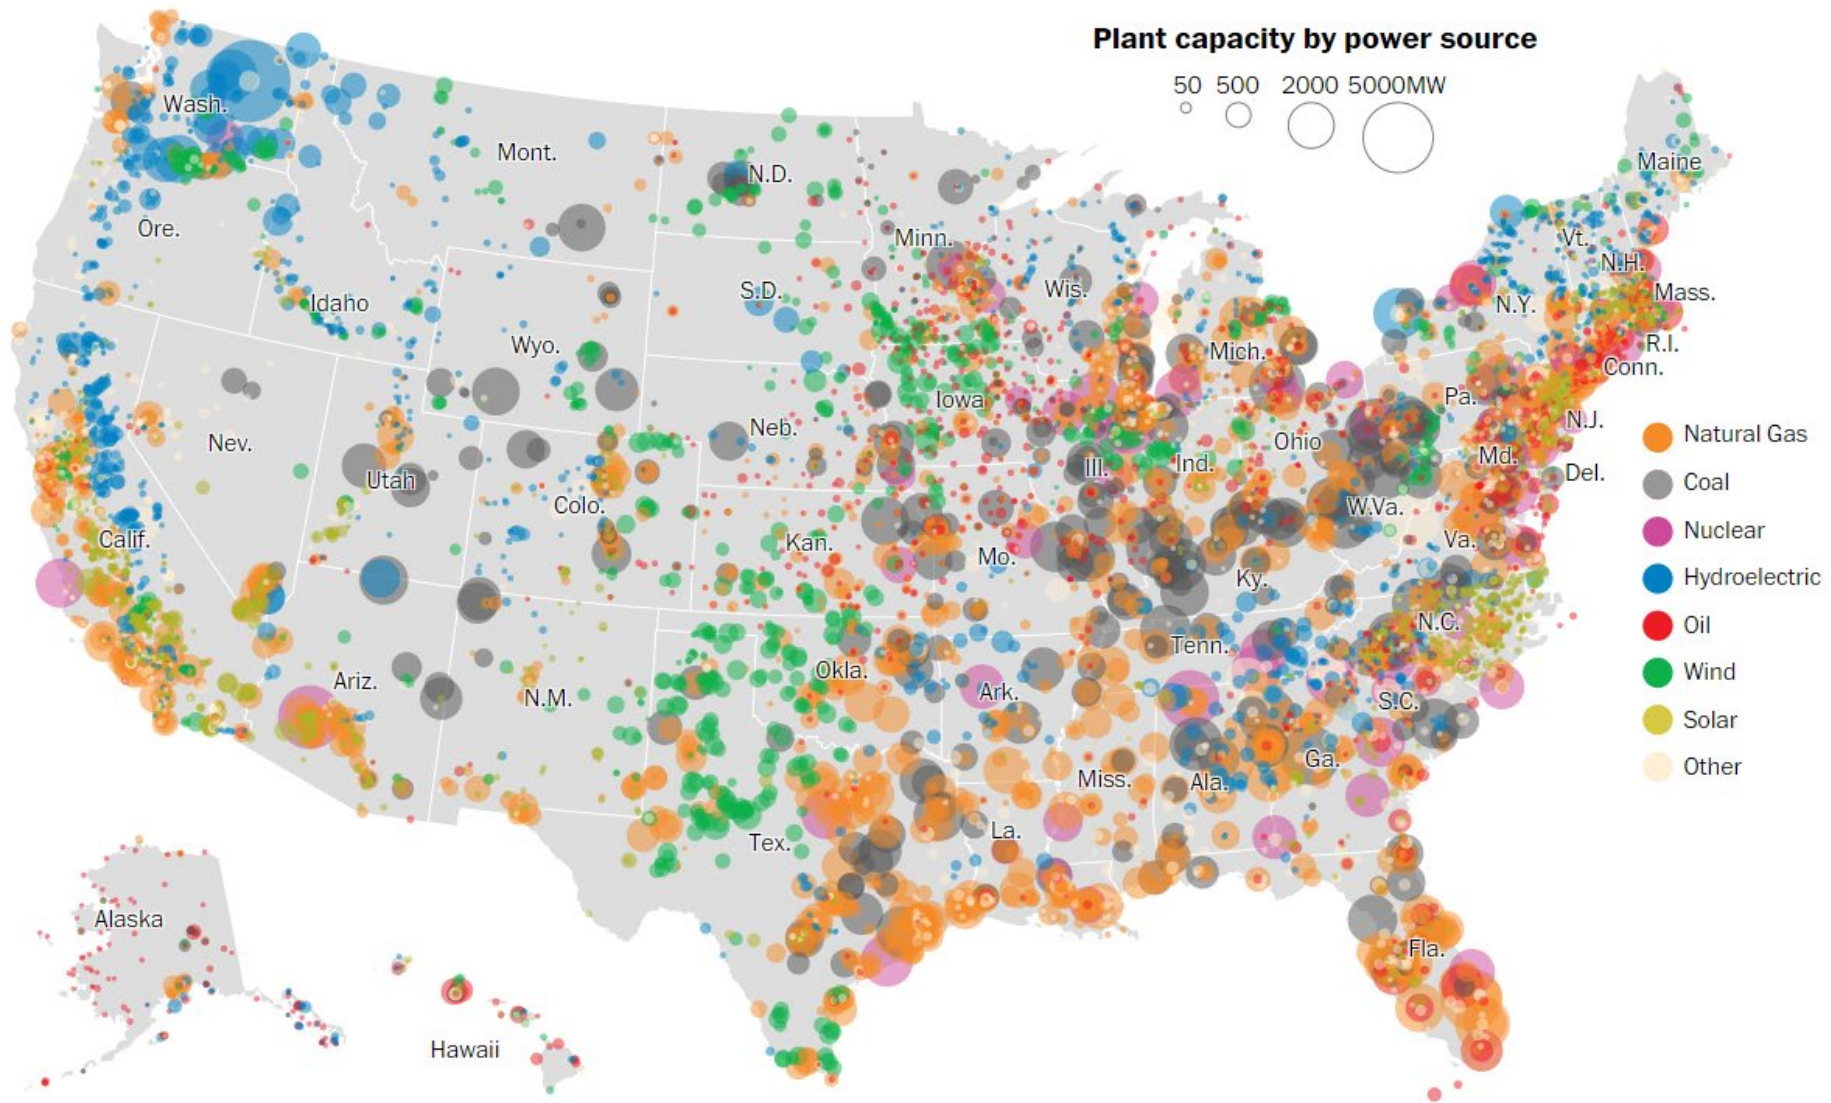 Plant capacity by power source
50 500 2000 5000MW
Wash.
Mont.
N.D.
Minn.
Maine
Ore.
Idaho
S.D.
Wis.
Vt.
N.H.
N.Y.
Mass.
Wyo.
Mich.
R.I.
Conn.
Iowa
Pa.
Nev.
Neb.
Ohio
N.J.
Utah
Ill.
Ind.
Md.
Del.
Colo.
W.Va.
Calif.
Kan.
Mo.
Va.
Ky.
N.C.
Tenn.
Ariz.
N.M.
Okla.
Ark.
S.C.
Miss.
Ala.
Ga.
Tex.
La.
Fla.
Alaska
Hawaii
Natural Gas
Coal
Nuclear
Hydroelectric
Oil
Wind
Solar
Other